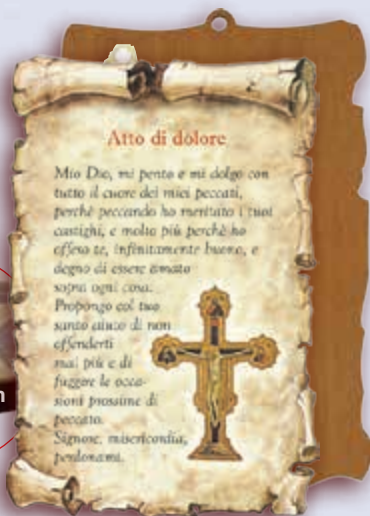 Atto di dolore
Mio Dio, mi pento e mi dolgo con
tutto il cuore dei miei peccati,
perchè peccando ho meritato i tuoi
castighi, e molto più perchè ho
offeso te, infinitamente buono, e
degno di essere amato
sopra ogni cosa.
Propongo col tuo
santo aiuto di non
offenderti
mai più e di
fuggire le occa-
sioni prossime di
peccato.
Signore, misericordia,
perdonami.